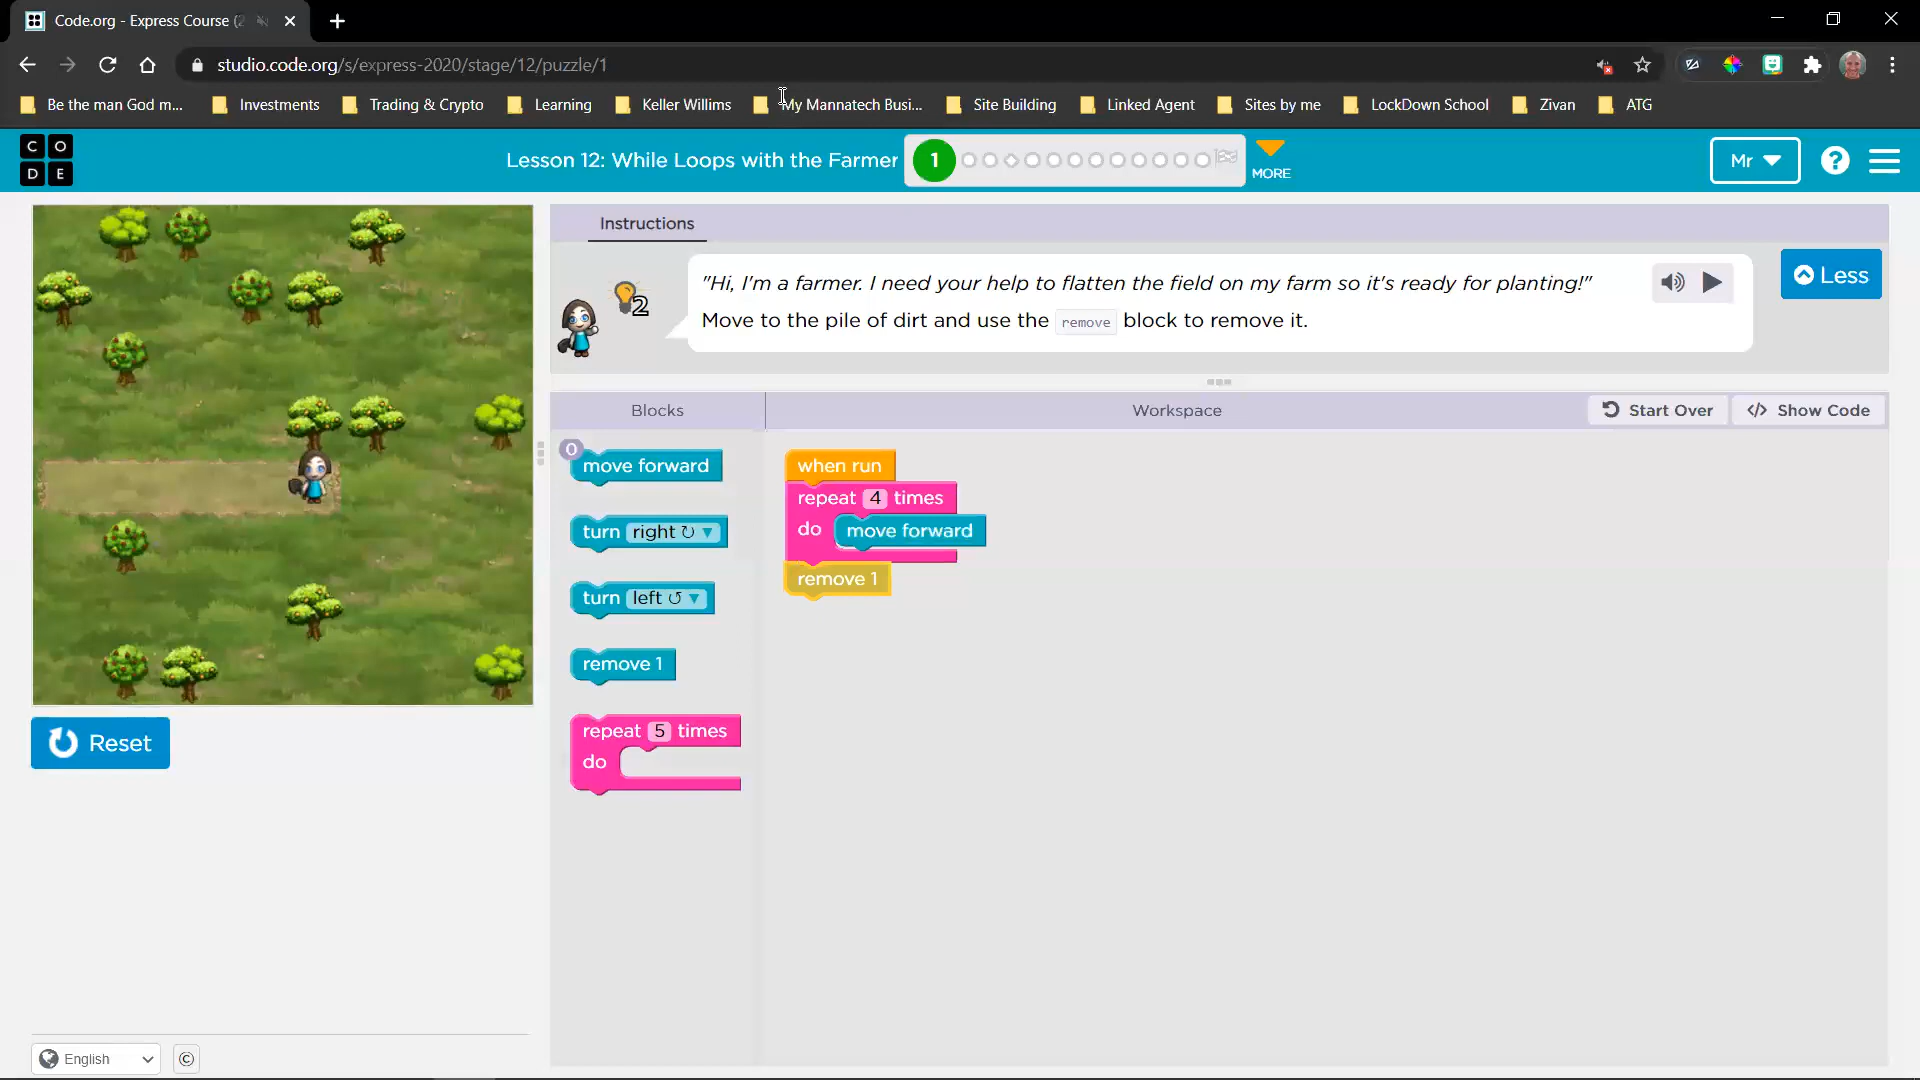 Code.org - Express Course (2
studio.code.org/s/express-2020/stage/12/puzzle/1
Be the man God m... Investments Trading & Crypto Learning Keller Willims My Mannatech Busi... Site Building Linked Agent Sites by me LockDown School Zivan ATG
C O
D E
Lesson 12: While Loops with the Farmer 1 MORE Mr ?
Instructions
"Hi, I'm a farmer. I need your help to flatten the field on my farm so it's ready for planting!"
Move to the pile of dirt and use the remove block to remove it.
2
Less
Blocks Workspace Start Over </> Show Code
0
move forward
turn right ↻ ▼
turn left ↺ ▼
remove 1
repeat 5 times
do
when run
repeat 4 times
do move forward
remove 1
Reset
English ©